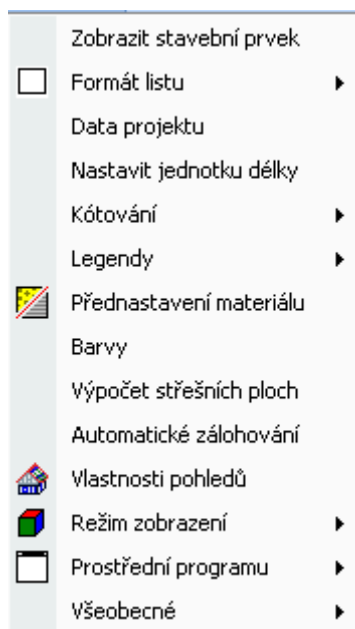 Zobrazit stavební prvek
Formát listu
Data projektu
Nastavit jednotku délky
Kótování
Legendy
Přednastavení materiálu
Barvy
Výpočet střešních ploch
Automatické zálohování
Vlastnosti pohledů
Režim zobrazení
Prostřední programu
Všeobecné